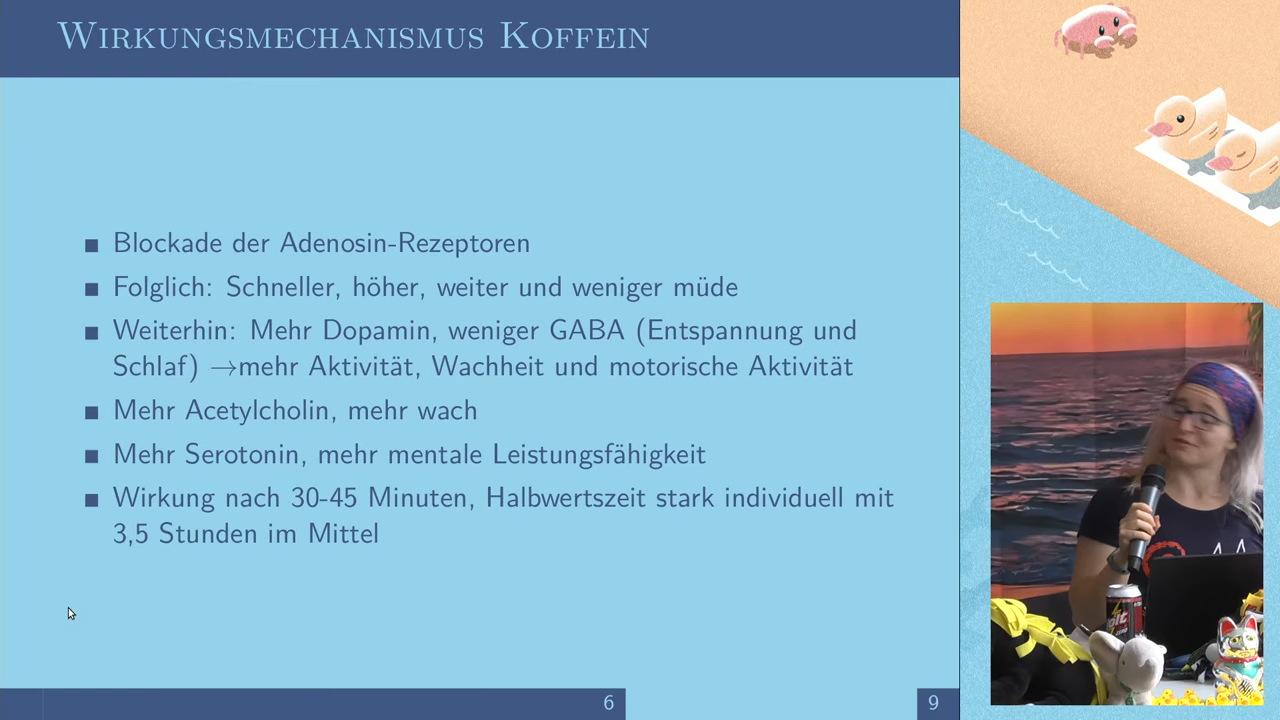 Wirkungsmechanismus Koffein
Blockade der Adenosin-Rezeptoren
Folglich: Schneller, höher, weiter und weniger müde
Weiterhin: Mehr Dopamin, weniger GABA (Entspannung und
Schlaf) →mehr Aktivität, Wachheit und motorische Aktivität
Mehr Acetylcholin, mehr wach
Mehr Serotonin, mehr mentale Leistungsfähigkeit
Wirkung nach 30-45 Minuten, Halbwertszeit stark individuell mit
3,5 Stunden im Mittel
6
9